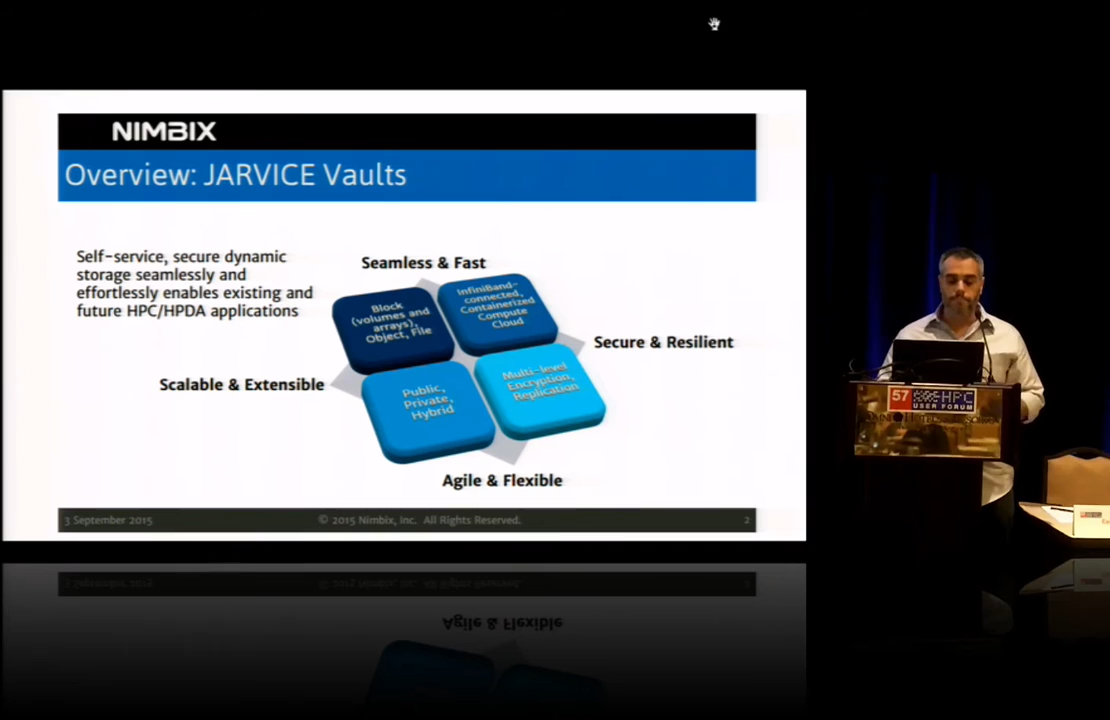 NIMBIX
Overview: JARVICE Vaults
Self-service, secure dynamic
storage seamlessly and
effortlessly enables existing and
future HPC/HPDA applications
Seamless & Fast
Block
(volumes and
arrays),
Object, File
InfiniBand-
connected,
Containerized
Compute
Cloud
Secure & Resilient
Scalable & Extensible
Public,
Private,
Hybrid
Multi-level
Encryption,
Replication
Agile & Flexible
3 September 2015
© 2015 Nimbix, Inc. All Rights Reserved.
2
57
HPC
USER FORUM